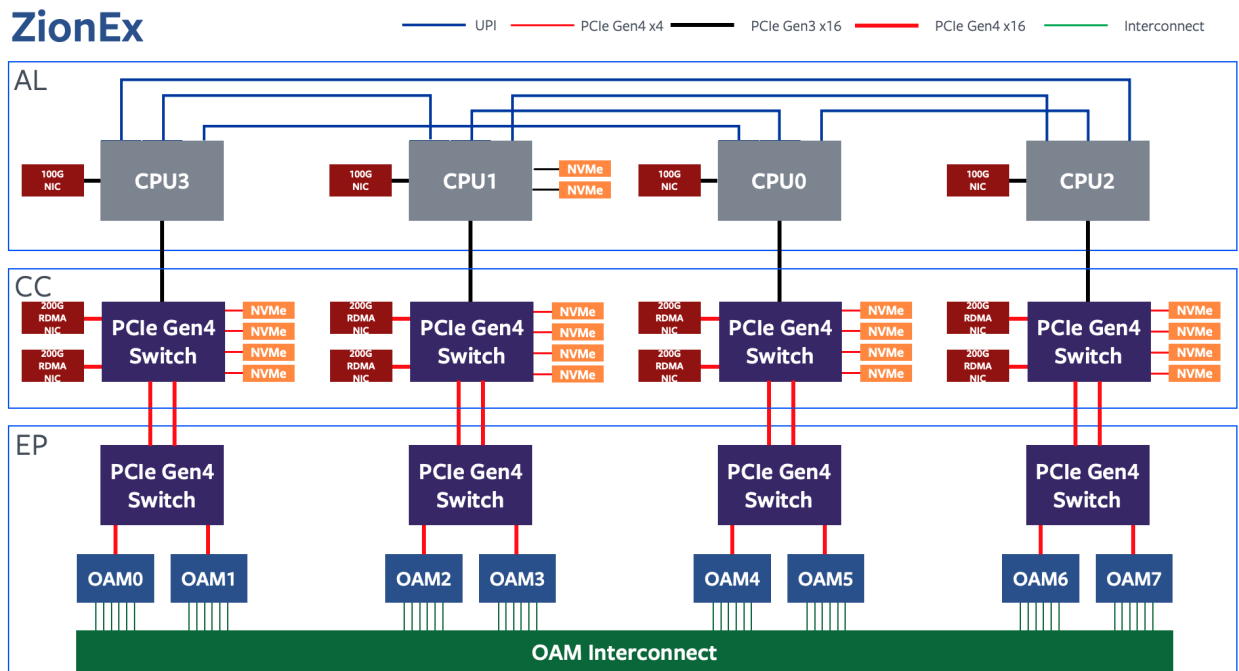 ZionEx
UPI
PCIe Gen4 x4
PCIe Gen3 x16
PCIe Gen4 x16
Interconnect
AL
100G
NIC
CPU3
100G
NIC
CPU1
NVMe
NVMe
100G
NIC
CPU0
100G
NIC
CPU2
CC
200G
RDMA
NIC
200G
RDMA
NIC
PCIe Gen4
Switch
NVMe
NVMe
NVMe
NVMe
200G
RDMA
NIC
200G
RDMA
NIC
PCIe Gen4
Switch
NVMe
NVMe
NVMe
NVMe
200G
RDMA
NIC
200G
RDMA
NIC
PCIe Gen4
Switch
NVMe
NVMe
NVMe
NVMe
200G
RDMA
NIC
200G
RDMA
NIC
PCIe Gen4
Switch
NVMe
NVMe
NVMe
NVMe
EP
PCIe Gen4
Switch
PCIe Gen4
Switch
PCIe Gen4
Switch
PCIe Gen4
Switch
OAM0
OAM1
OAM2
OAM3
OAM4
OAM5
OAM6
OAM7
OAM Interconnect